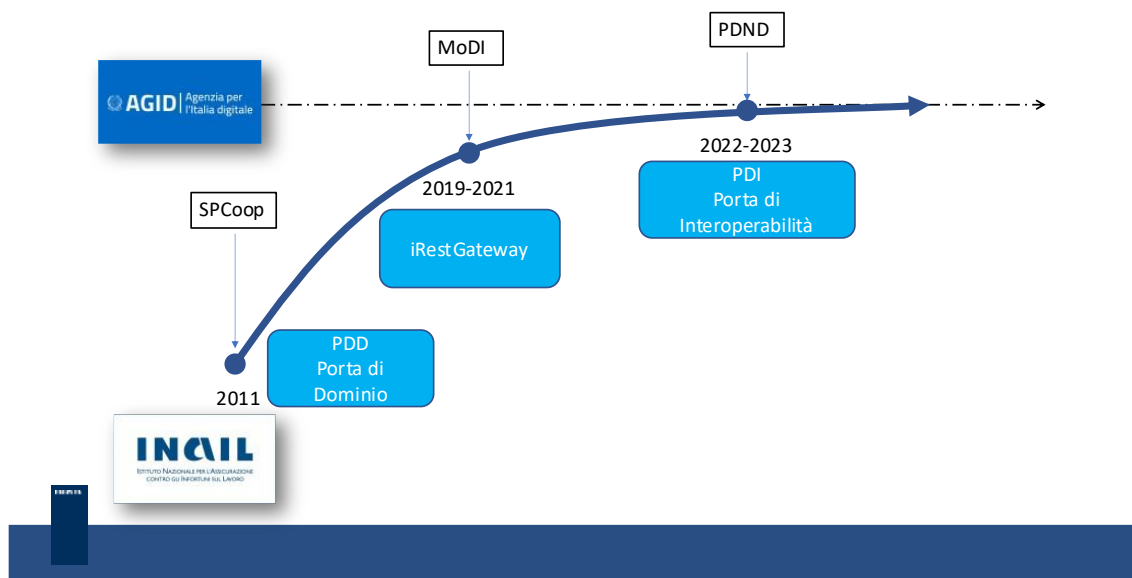 PDND
MoDI
AGID
Agenzia per
l'Italia digitale
2022-2023
PDI
Porta di
Interoperabilità
2019-2021
SPCoop
iRestGateway
PDD
Porta di
Dominio
2011
INAIL
ISTITUTO NAZIONALE PER L'ASSICURAZIONE
CONTRO GLI INFORTUNI SUL LAVORO